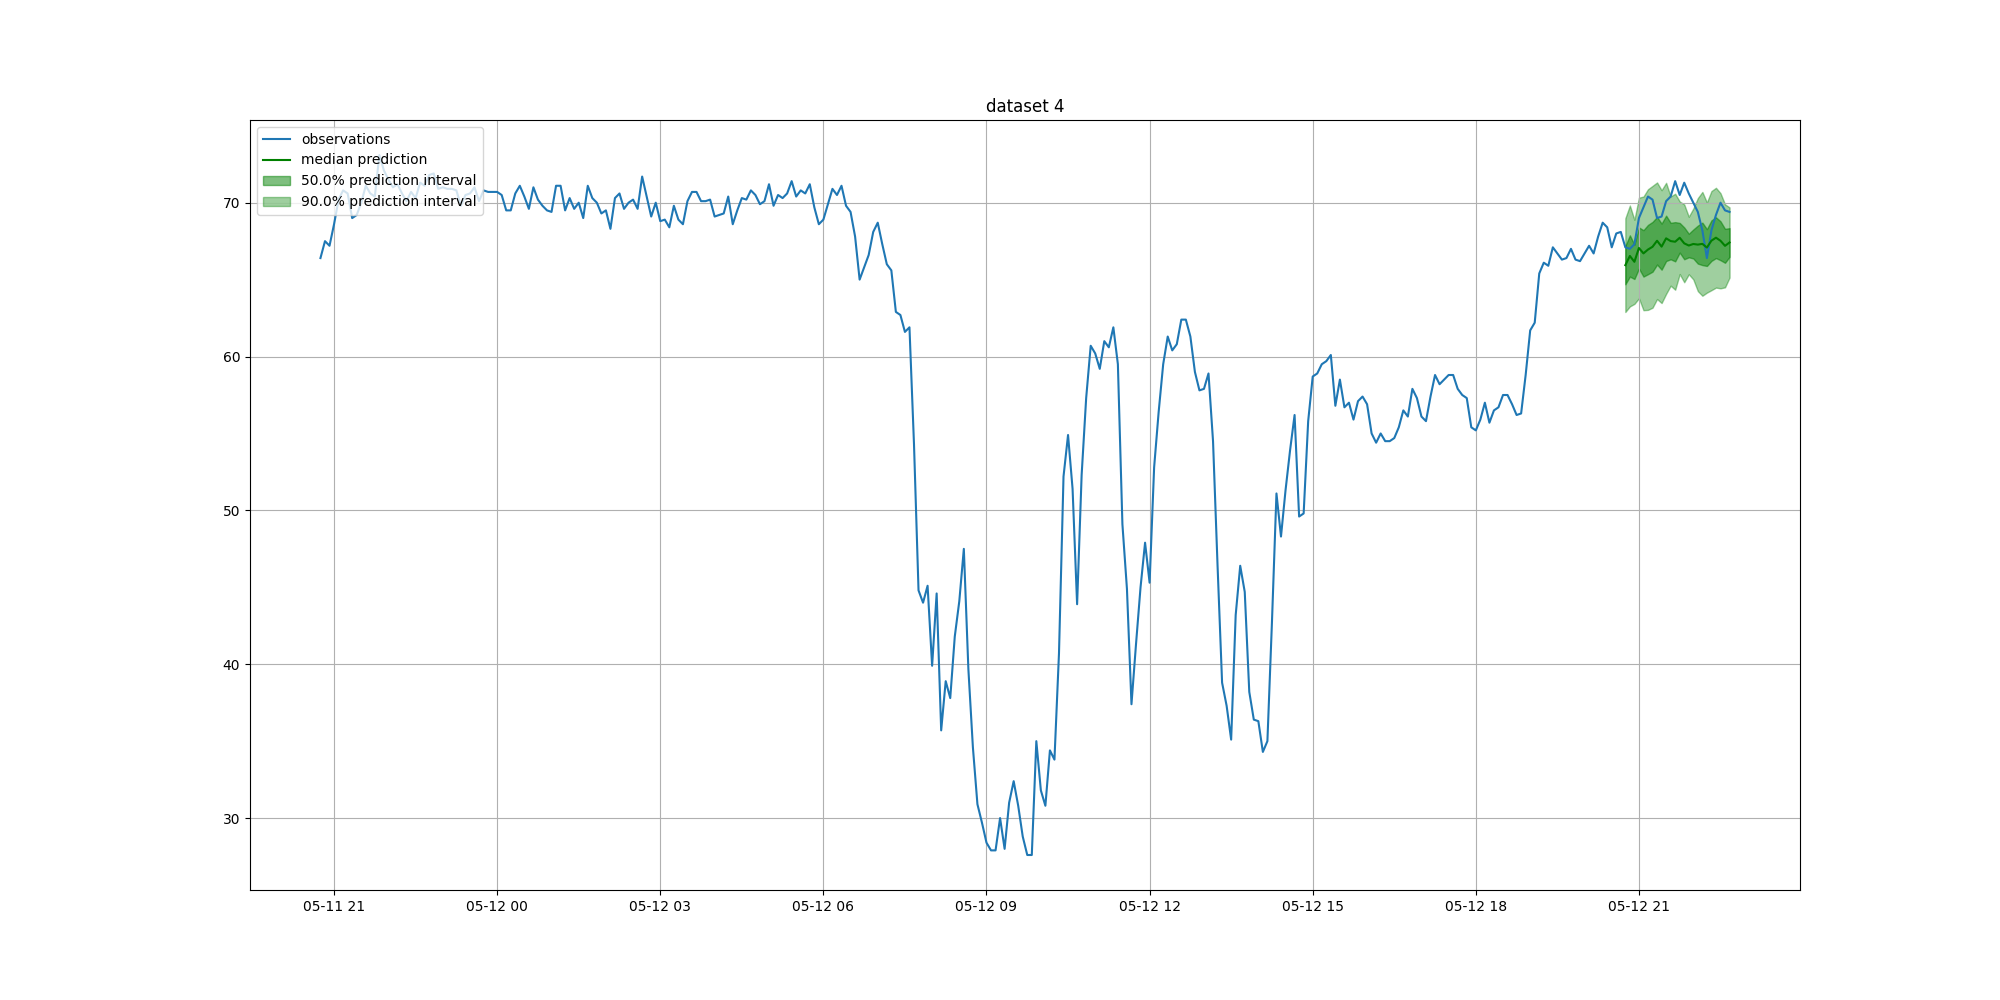 dataset 4
observations
median prediction
50.0% prediction interval
90.0% prediction interval
70
60
50
40
30
05-11 21 05-12 00 05-12 03 05-12 06 05-12 09 05-12 12 05-12 15 05-12 18 05-12 21